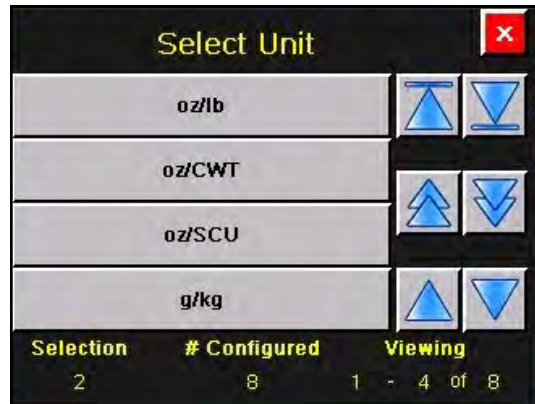 Select Unit
x
oz/lb
oz/CWT
oz/SCU
g/kg
Selection # Configured Viewing
2 8 1 - 4 of 8